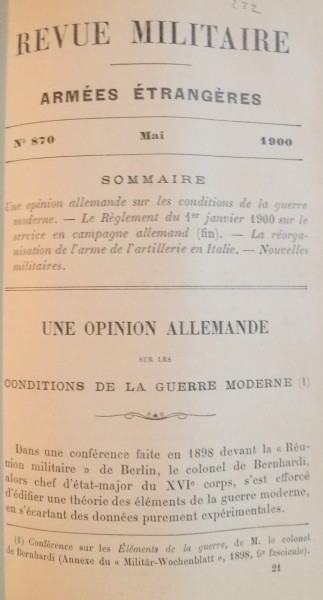 222
REVUE MILITAIRE
ARMÉES ÉTRANGÈRES
N° 870 Mai 1900
SOMMAIRE
Une opinion allemande sur les conditions de la guerre
moderne. — Le Règlement du 1er janvier 1900 sur le
service en campagne allemand (fin). — La réorga-
nisation de l'arme de l'artillerie en Italie. — Nouvelles
militaires.
UNE OPINION ALLEMANDE
SUR LES
CONDITIONS DE LA GUERRE MODERNE (1)
Dans une conférence faite en 1898 devant la « Réu-
nion militaire » de Berlin, le colonel de Bernhardi,
alors chef d'état-major du XVIe corps, s'est efforcé
d'édifier une théorie des éléments de la guerre moderne,
en s'écartant des données purement expérimentales.
(1) Conférence sur les Éléments de la guerre, de M. le colonel
de Bernhardi (Annexe du « Militär-Wochenblatt », 1898, 9e fascicule).
21